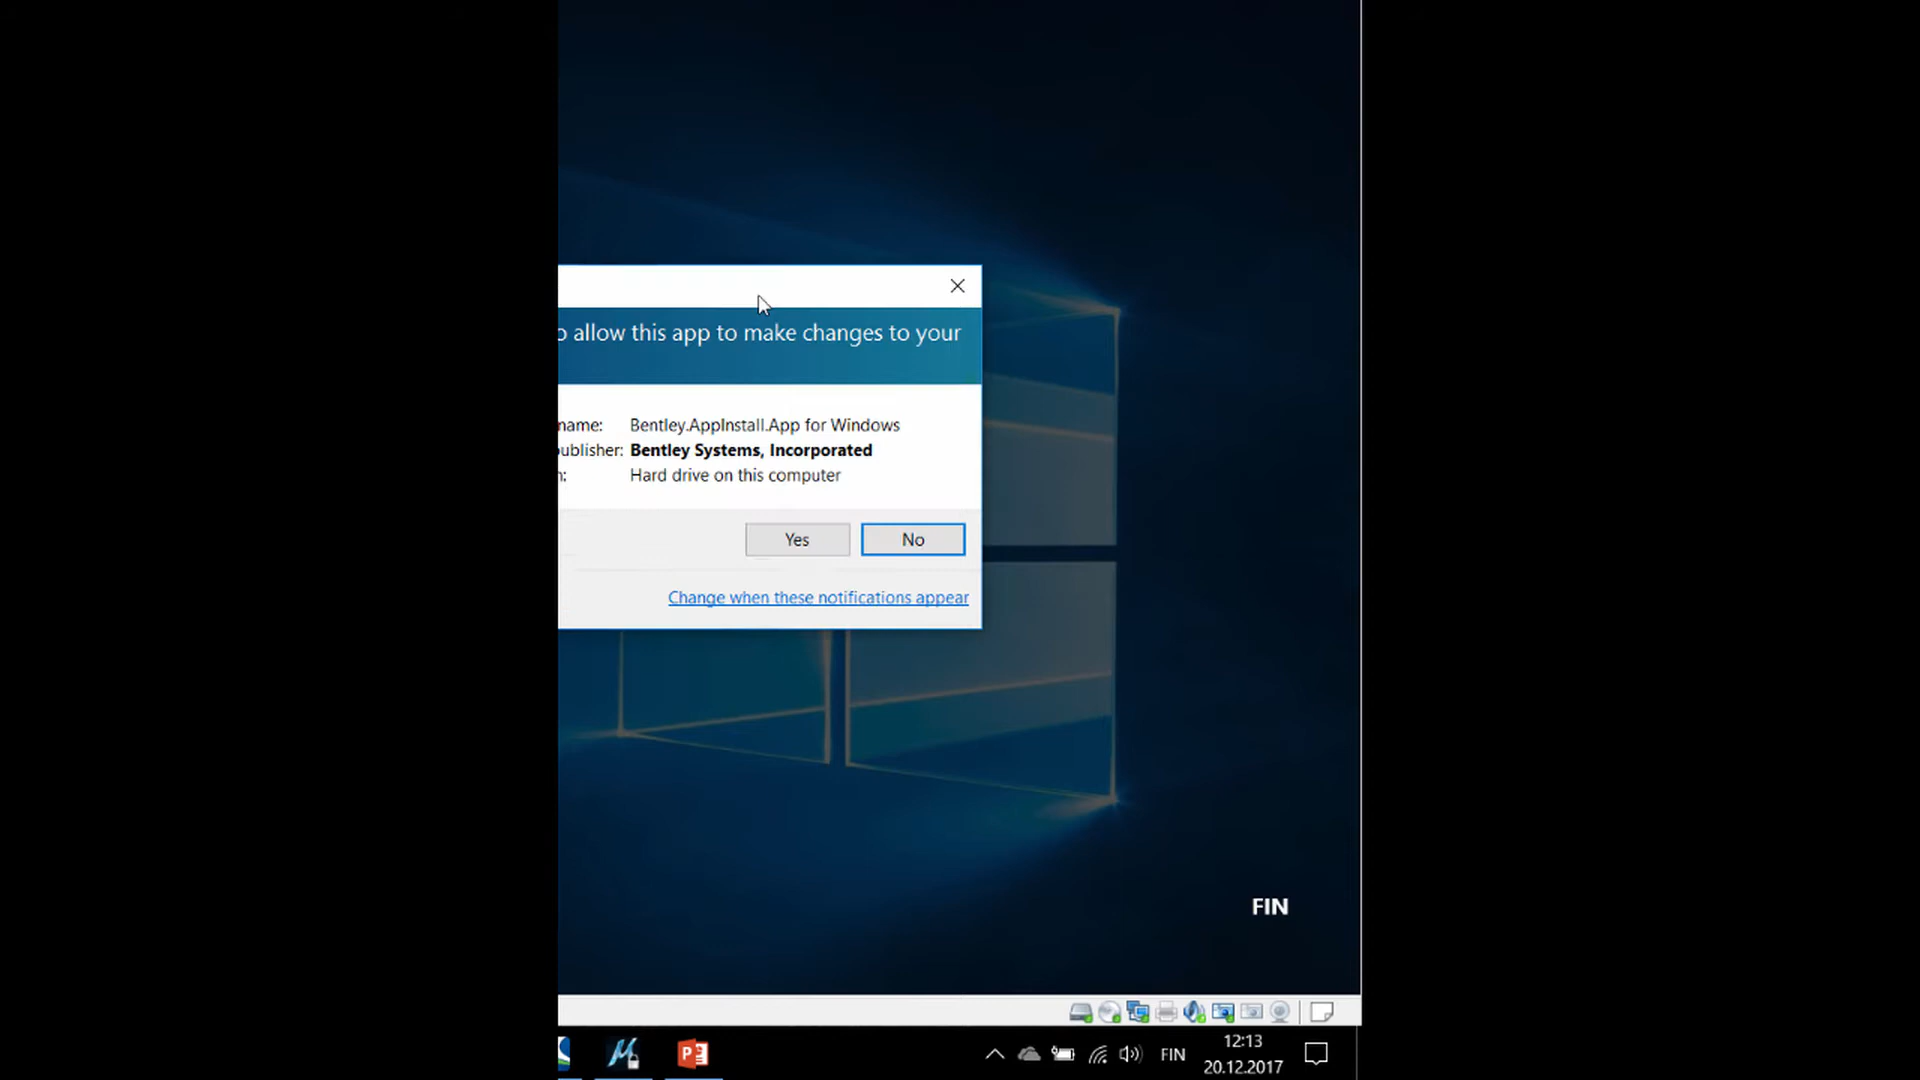 o allow this app to make changes to your
name: Bentley.AppInstall.App for Windows
ublisher: Bentley Systems, Incorporated
n: Hard drive on this computer
Yes No
Change when these notifications appear
FIN
FIN
12:13
20.12.2017